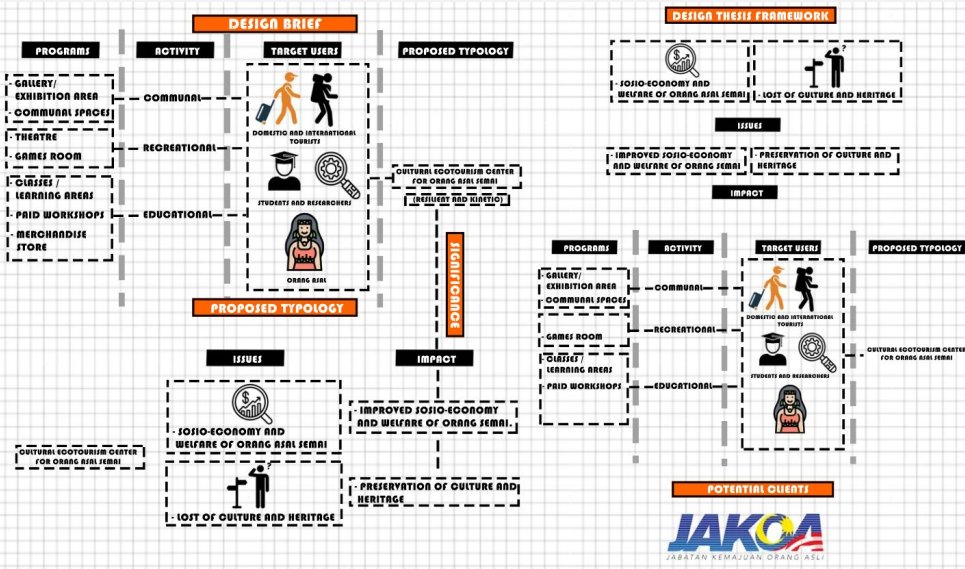 DESIGN BRIEF
PROGRAMS
ACTIVITY
TARGET USERS
PROPOSED TYPOLOGY
- GALLERY/
EXHIBITION AREA
- COMMUNAL SPACES
- THEATRE
- GAMES ROOM
- CLASSES /
LEARNING AREAS
- PAID WORKSHOPS
- MERCHANDISE
STORE
COMMUNAL
RECREATIONAL
EDUCATIONAL
DOMESTIC AND INTERNATIONAL
TOURISTS
STUDENTS AND RESEARCHERS
ORANG ASAL
CULTURAL ECOTOURISM CENTER
FOR ORANG ASAL SEMAI
(RESILIENT AND KINETIC)
SIGNIFICANCE
PROPOSED TYPOLOGY
ISSUES
IMPACT
$
- SOSIO-ECONOMY AND
WELFARE OF ORANG ASAL SEMAI
?
- LOST OF CULTURE AND HERITAGE
- IMPROVED SOSIO-ECONOMY
AND WELFARE OF ORANG SEMAI.
- PRESERVATION OF CULTURE AND
HERITAGE
CULTURAL ECOTOURISM CENTER
FOR ORANG ASAL SEMAI
DESIGN THESIS FRAMEWORK
$
- SOSIO-ECONOMY AND
WELFARE OF ORANG ASAL SEMAI
?
- LOST OF CULTURE AND HERITAGE
ISSUES
- IMPROVED SOSIO-ECONOMY
AND WELFARE OF ORANG SEMAI
- PRESERVATION OF CULTURE AND
HERITAGE
IMPACT
PROGRAMS
ACTIVITY
TARGET USERS
PROPOSED TYPOLOGY
- GALLERY/
EXHIBITION AREA
- COMMUNAL SPACES
GAMES ROOM
- CLASSES /
LEARNING AREAS
- PAID WORKSHOPS
COMMUNAL
RECREATIONAL
EDUCATIONAL
DOMESTIC AND INTERNATIONAL
TOURISTS
STUDENTS AND RESEARCHERS
CULTURAL ECOTOURISM CENTER
FOR ORANG ASAL SEMAI
POTENTIAL CLIENTS
JAKOA
JABATAN KEMAJUAN ORANG ASLI